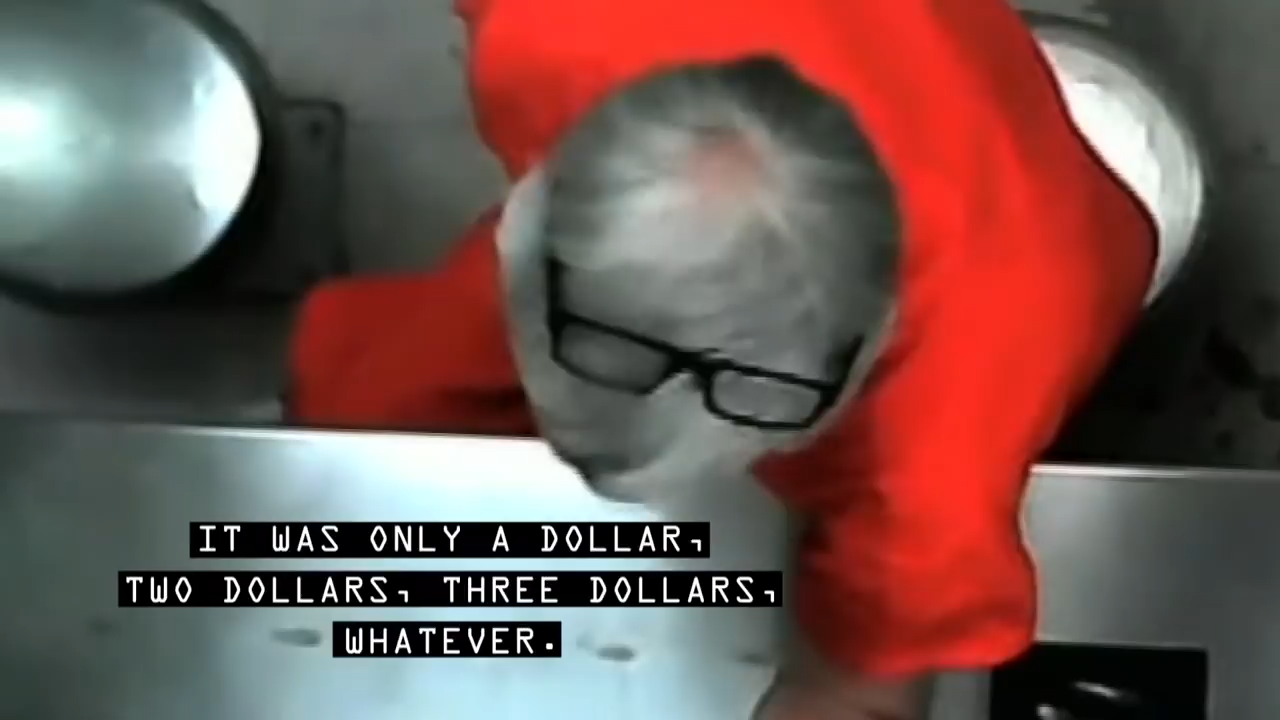 IT WAS ONLY A DOLLAR,
TWO DOLLARS, THREE DOLLARS,
WHATEVER.